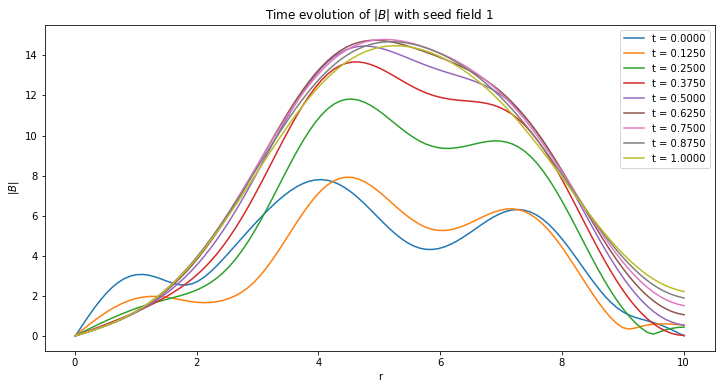 Time evolution of |B| with seed field 1
|B|
14
12
10
8
6
4
2
0
0
2
4
6
8
10
r
t = 0.0000
t = 0.1250
t = 0.2500
t = 0.3750
t = 0.5000
t = 0.6250
t = 0.7500
t = 0.8750
t = 1.0000